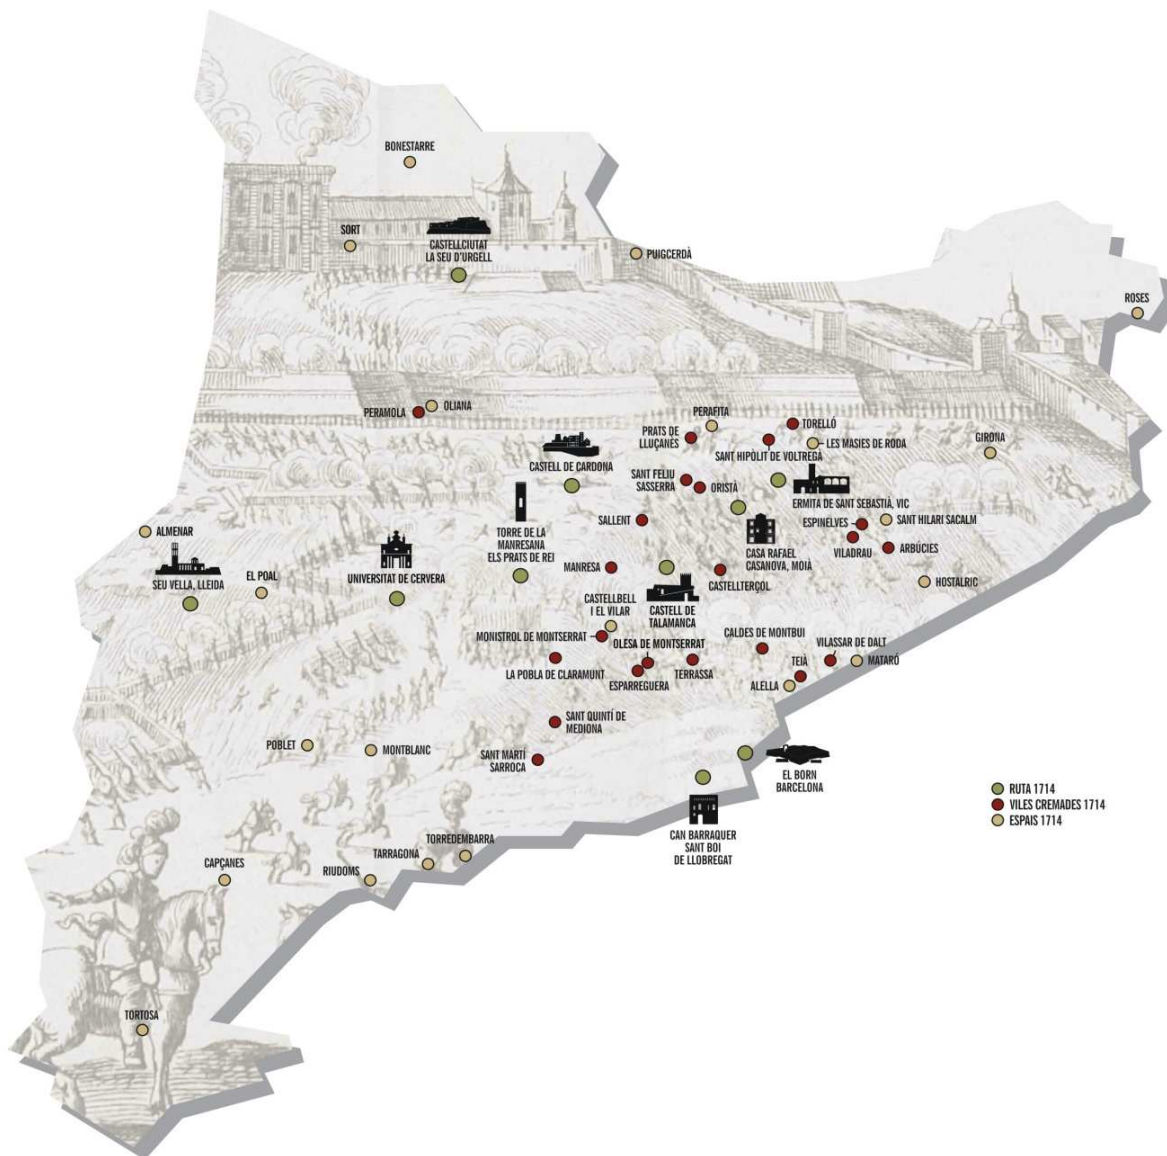 BONESTARRE
SORT
CASTELLCIUTAT
LA SEU D'URGELL
PUIGCERDÀ
ROSES
PERAMOLA
OLIANA
PERAFITA
TORELLÓ
PRATS DE
LLUÇANÈS
SANT HIPÒLIT DE VOLTREGÀ
LES MASIES DE RODA
GIRONA
CASTELL DE CARDONA
SANT FELIU
SASSERRA
ORISTÀ
ERMITA DE SANT SEBASTIÀ, VIC
SALLENT
ESPINELVES
SANT HILARI SACALM
ALMENAR
TORRE DE LA
MANRESANA
ELS PRATS DE REI
CASA RAFAEL
CASANOVA, MOIÀ
VILADRAU
ARBÚCIES
SEU VELLA, LLEIDA
EL POAL
UNIVERSITAT DE CERVERA
MANRESA
CASTELLTERÇOL
HOSTALRIC
CASTELLBELL
I EL VILAR
CASTELL DE
TALAMANCA
MONISTROL DE MONTSERRAT
OLESA DE MONTSERRAT
CALDES DE MONTBUI
VILASSAR DE DALT
LA POBLA DE CLARAMUNT
ESPARREGUERA
TERRASSA
TEIÀ
MATARÓ
ALELLA
SANT QUINTÍ DE
MEDIONA
POBLET
MONTBLANC
SANT MARTÍ
SARROCA
EL BORN
BARCELONA
RUTA 1714
VILES CREMADES 1714
ESPAIS 1714
CAN BARRAQUER
SANT BOI
DE LLOBREGAT
CAPÇANES
RIUDOMS
TARRAGONA
TORREDEMBARRA
TORTOSA